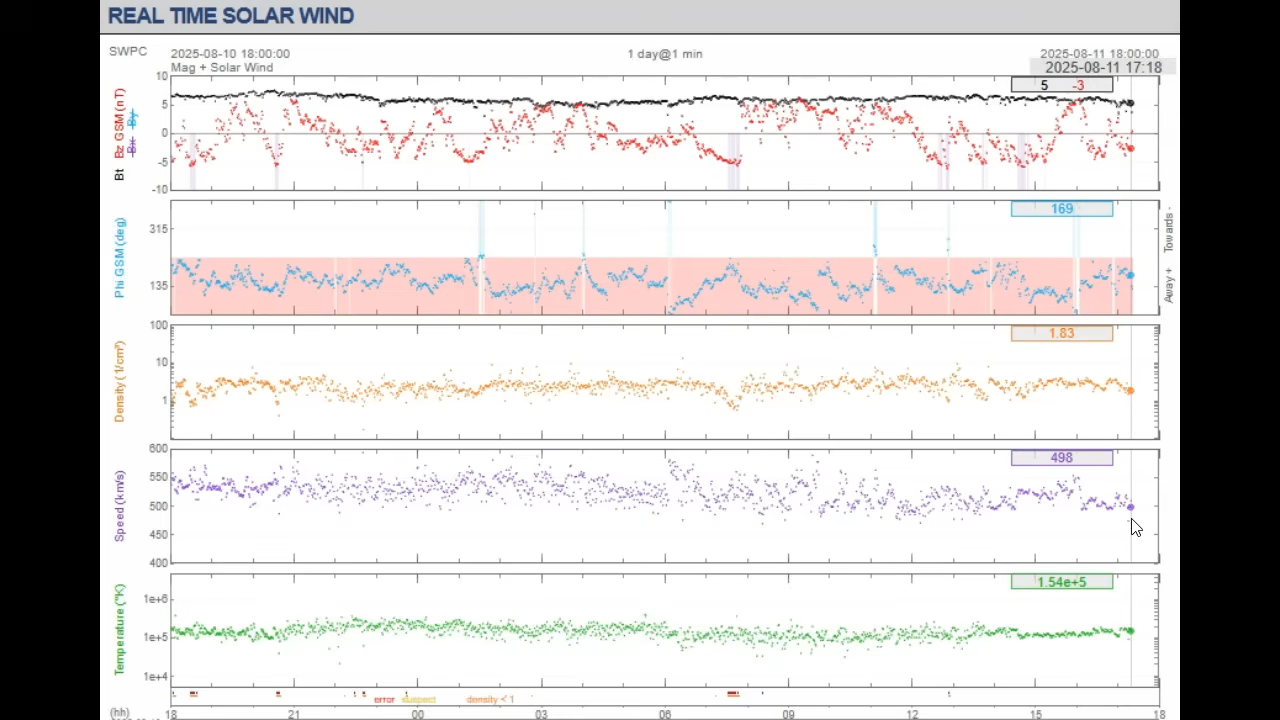 REAL TIME SOLAR WIND
SWPC 2025-08-10 18:00:00 1 day@1 min 2025-08-11 18:00:00
Mag + Solar Wind 2025-08-11 17:18
Bt Bz GSM (nT) Bx By
10
5
0
-5
-10
5 -3
Phi GSM (deg)
315
135
169
Towards -
Away +
Density (1/cm³)
100
10
1
1.83
Speed (km/s)
600
550
500
450
400
498
Temperature (°K)
1e+6
1e+5
1e+4
1.54e+5
error suspect density < 1
(hh) 18 21 00 03 06 09 12 15 18